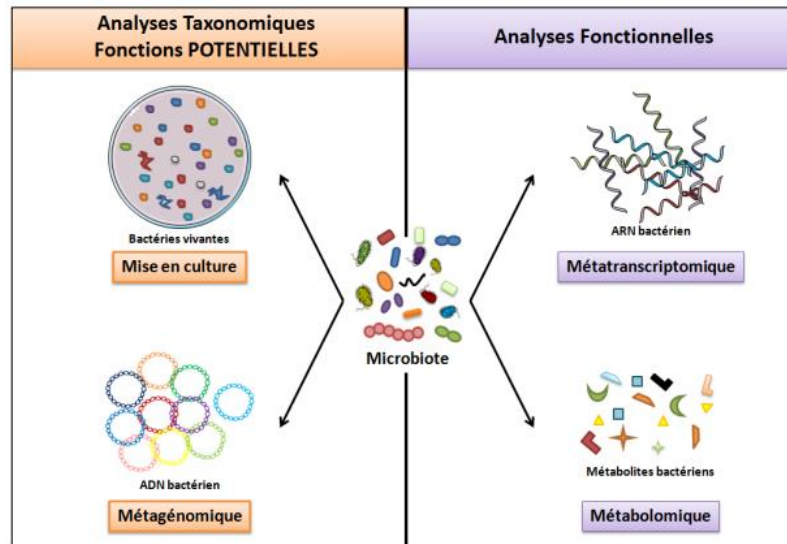 Analyses Taxonomiques
Fonctions POTENTIELLES
Analyses Fonctionnelles
Bactéries vivantes
Mise en culture
ARN bactérien
Métatranscriptomique
Microbiote
ADN bactérien
Métagénomique
Métabolites bactériens
Métabolomique